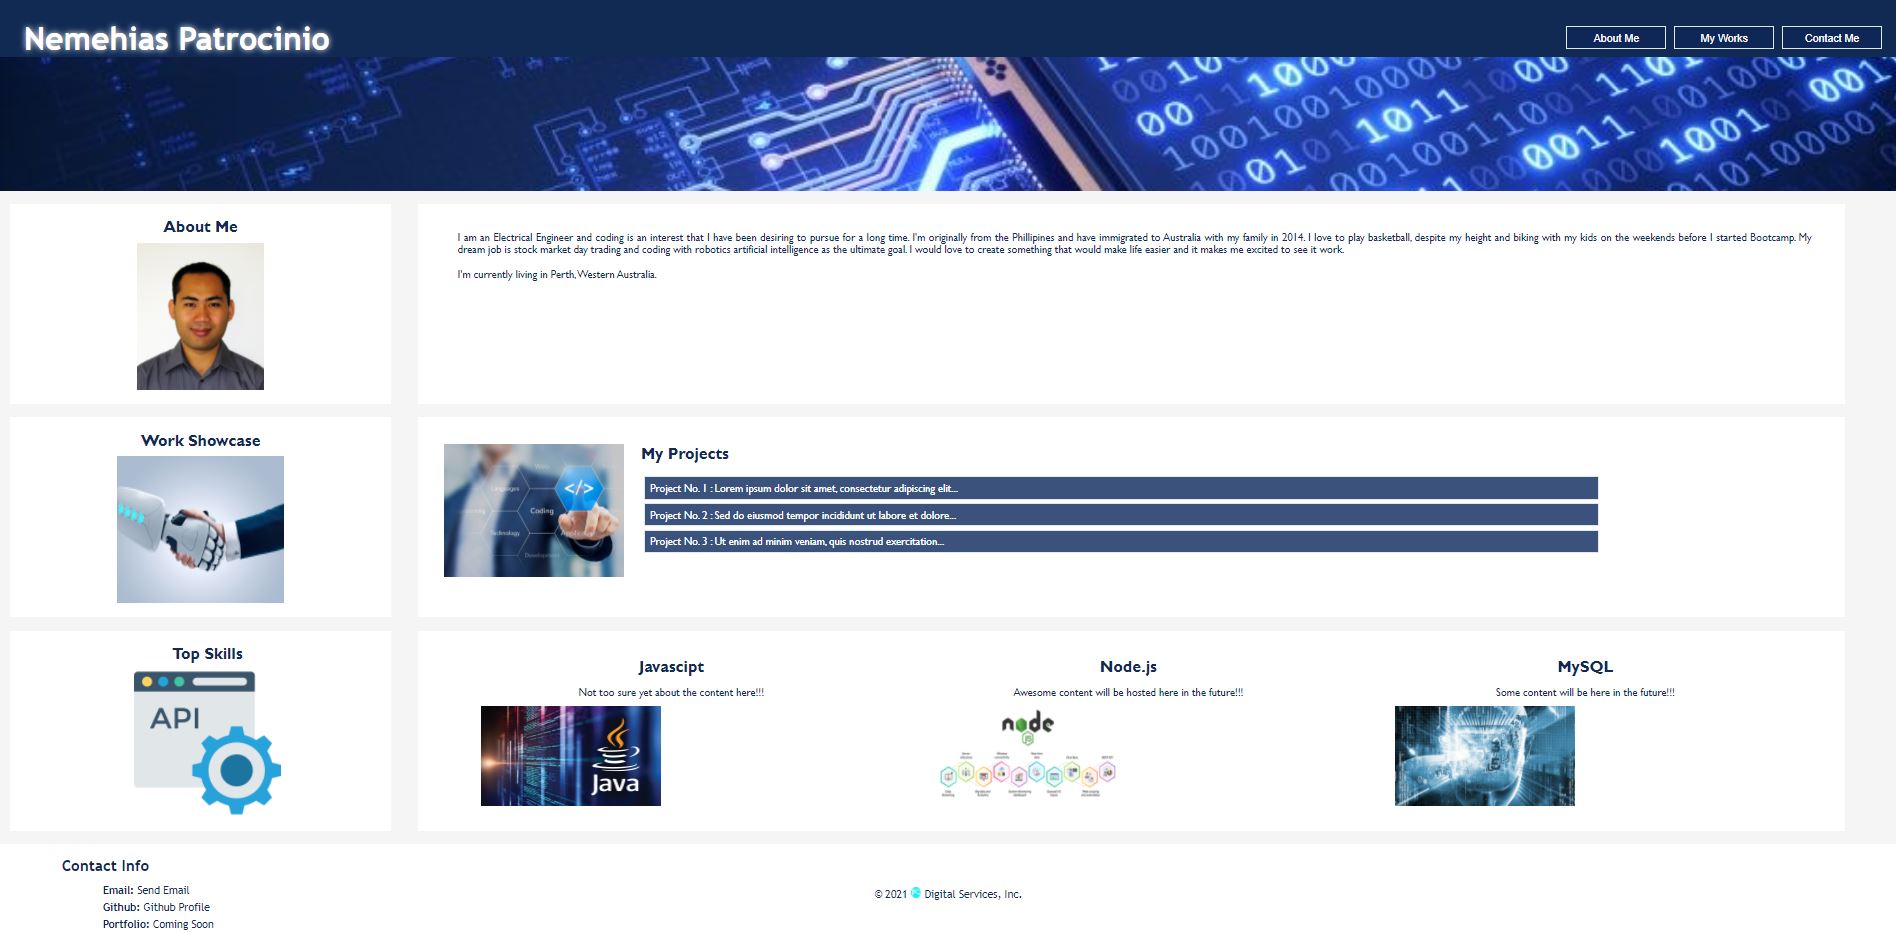 Nemehias Patrocinio
About Me
My Works
Contact Me
About Me
I am an Electrical Engineer and coding is an interest that I have been desiring to pursue for a long time. I'm originally from the Phillipines and have immigrated to Australia with my family in 2014. I love to play basketball, despite my height and biking with my kids on the weekends before I started Bootcamp. My
dream job is stock market day trading and coding with robotics artificial intelligence as the ultimate goal. I would love to create something that would make life easier and it makes me excited to see it work.
I'm currently living in Perth, Western Australia.
Work Showcase
Languages
Coding
Technology
Development
</>
My Projects
Project No. 1 : Lorem ipsum dolor sit amet, consectetur adipiscing elit...
Project No. 2 : Sed do eiusmod tempor incididunt ut labore et dolore...
Project No. 3 : Ut enim ad minim veniam, quis nostrud exercitation...
Top Skills
API
Javascipt
Not too sure yet about the content here!!!
Java
Node.js
Awesome content will be hosted here in the future!!!
node
JS
MySQL
Some content will be here in the future!!!
Contact Info
Email: Send Email
Github: Github Profile
Portfolio: Coming Soon
© 2021 Digital Services, Inc.